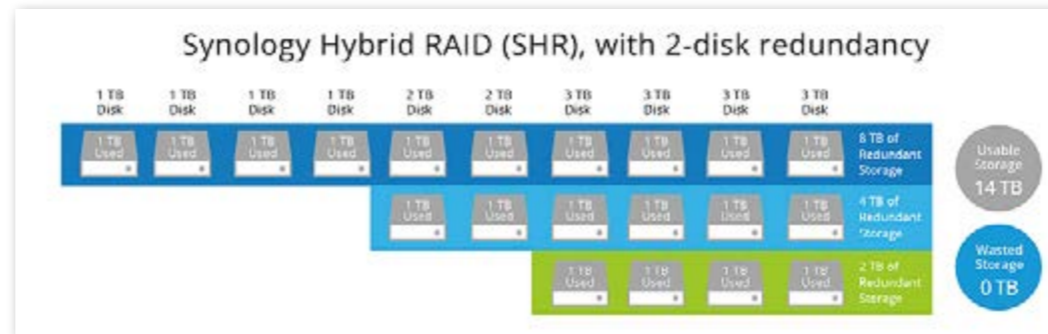 Synology Hybrid RAID (SHR), with 2-disk redundancy
1 TB 1 TB 1 TB 1 TB 2 TB 2 TB 3 TB 3 TB 3 TB 3 TB
Disk Disk Disk Disk Disk Disk Disk Disk Disk Disk
1 TB 1 TB 1 TB 1 TB 1 TB 1 TB 1 TB 1 TB 1 TB 1 TB
Used Used Used Used Used Used Used Used Used Used
8 TB of
Redundant
Storage
1 TB 1 TB 1 TB 1 TB 1 TB 1 TB
Used Used Used Used Used Used
4 TB of
Redundant
Storage
1 TB 1 TB 1 TB 1 TB
Used Used Used Used
2 TB of
Redundant
Storage
Usable
Storage
14 TB
Wasted
Storage
0 TB